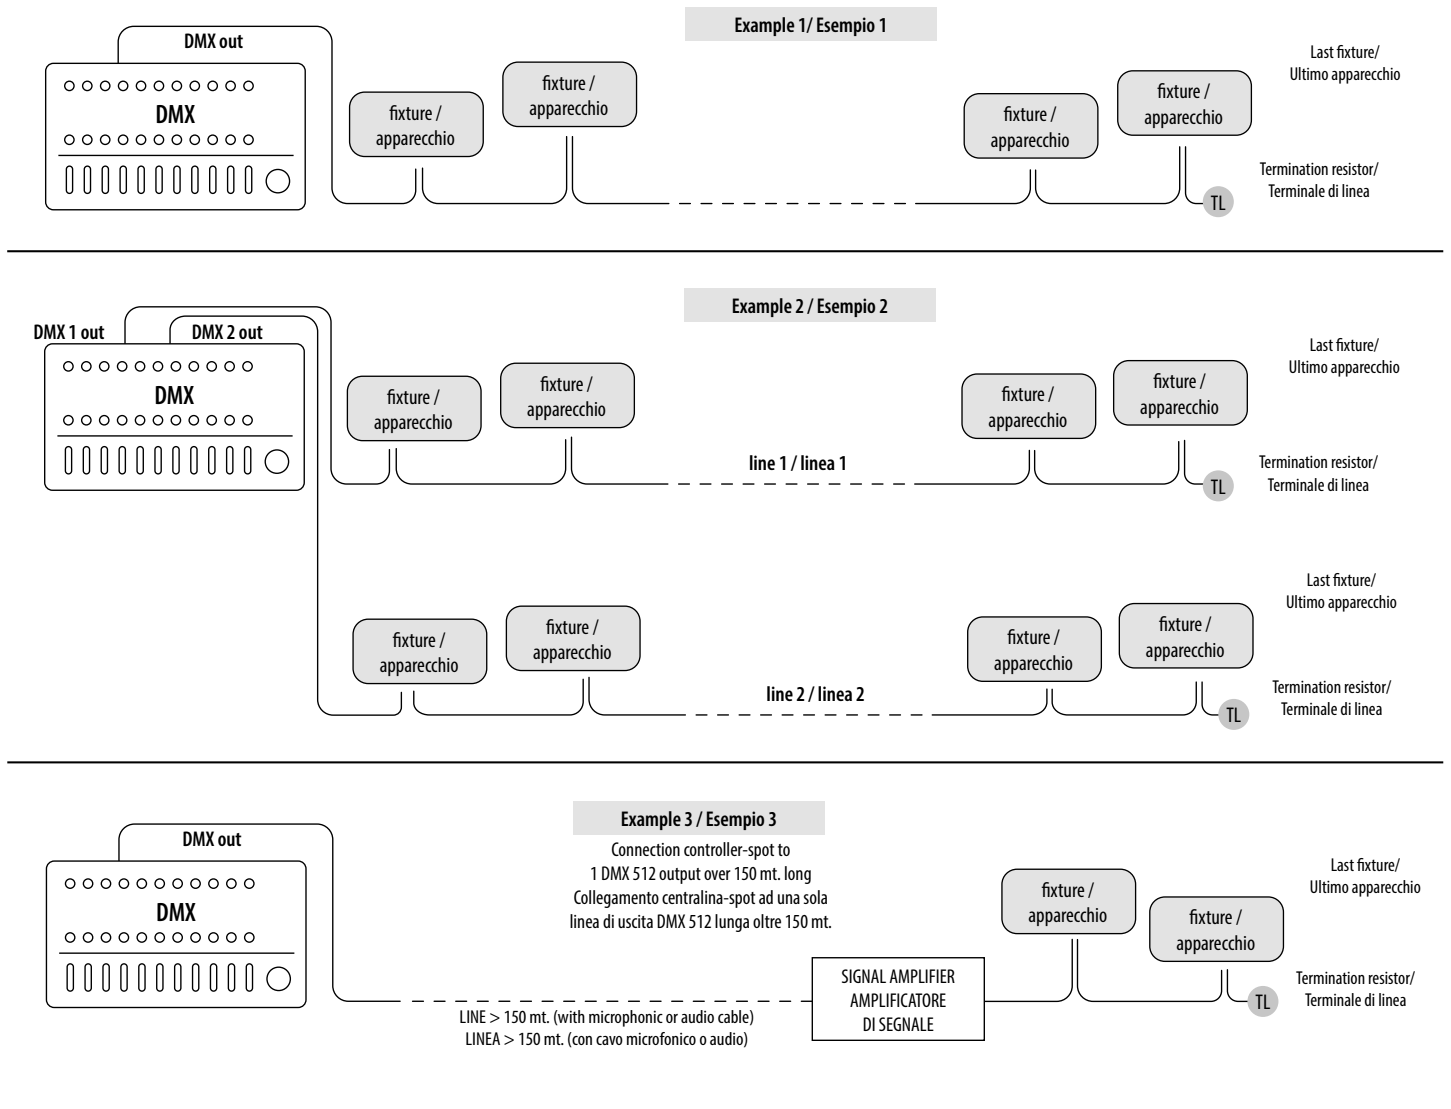 Example 1/ Esempio 1
DMX out
DMX
fixture /
apparecchio
fixture /
apparecchio
fixture /
apparecchio
fixture /
apparecchio
Last fixture/
Ultimo apparecchio
Termination resistor/
Terminale di linea
TL
Example 2 / Esempio 2
DMX 1 out
DMX 2 out
DMX
fixture /
apparecchio
fixture /
apparecchio
line 1 / linea 1
fixture /
apparecchio
fixture /
apparecchio
Last fixture/
Ultimo apparecchio
Termination resistor/
Terminale di linea
TL
fixture /
apparecchio
fixture /
apparecchio
line 2 / linea 2
fixture /
apparecchio
fixture /
apparecchio
Last fixture/
Ultimo apparecchio
Termination resistor/
Terminale di linea
TL
Example 3 / Esempio 3
Connection controller-spot to
1 DMX 512 output over 150 mt. long
Collegamento centralina-spot ad una sola
linea di uscita DMX 512 lunga oltre 150 mt.
DMX out
DMX
LINE > 150 mt. (with microphonic or audio cable)
LINEA > 150 mt. (con cavo microfonico o audio)
SIGNAL AMPLIFIER
AMPLIFICATORE
DI SEGNALE
fixture /
apparecchio
fixture /
apparecchio
Last fixture/
Ultimo apparecchio
Termination resistor/
Terminale di linea
TL